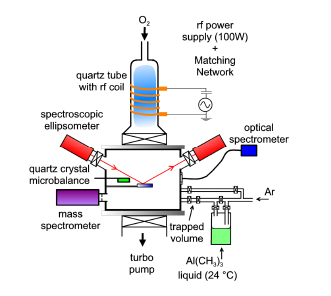 O2
rf power
supply (100W)
+
Matching
Network
quartz tube
with rf coil
spectroscopic
ellipsometer
optical
spectrometer
quartz crystal
microbalance
mass
spectrometer
Ar
trapped
volume
turbo
pump
Al(CH3)3
liquid (24 °C)